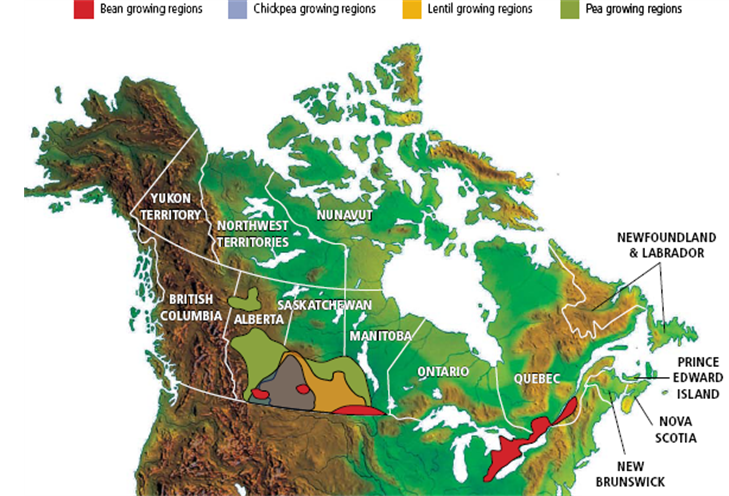 Bean growing regions
Chickpea growing regions
Lentil growing regions
Pea growing regions
YUKON
TERRITORY
NORTHWEST
TERRITORIES
NUNAVUT
NEWFOUNDLAND
& LABRADOR
BRITISH
COLUMBIA
ALBERTA
SASKATCHEWAN
MANITOBA
ONTARIO
QUEBEC
PRINCE
EDWARD
ISLAND
NOVA
SCOTIA
NEW
BRUNSWICK